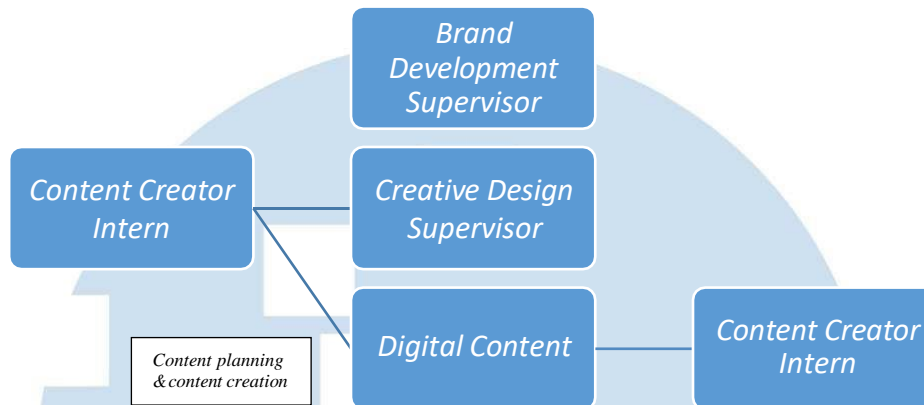 Brand
Development
Supervisor
Content Creator
Intern
Creative Design
Supervisor
Digital Content
Content Creator
Intern
Content planning
&content creation